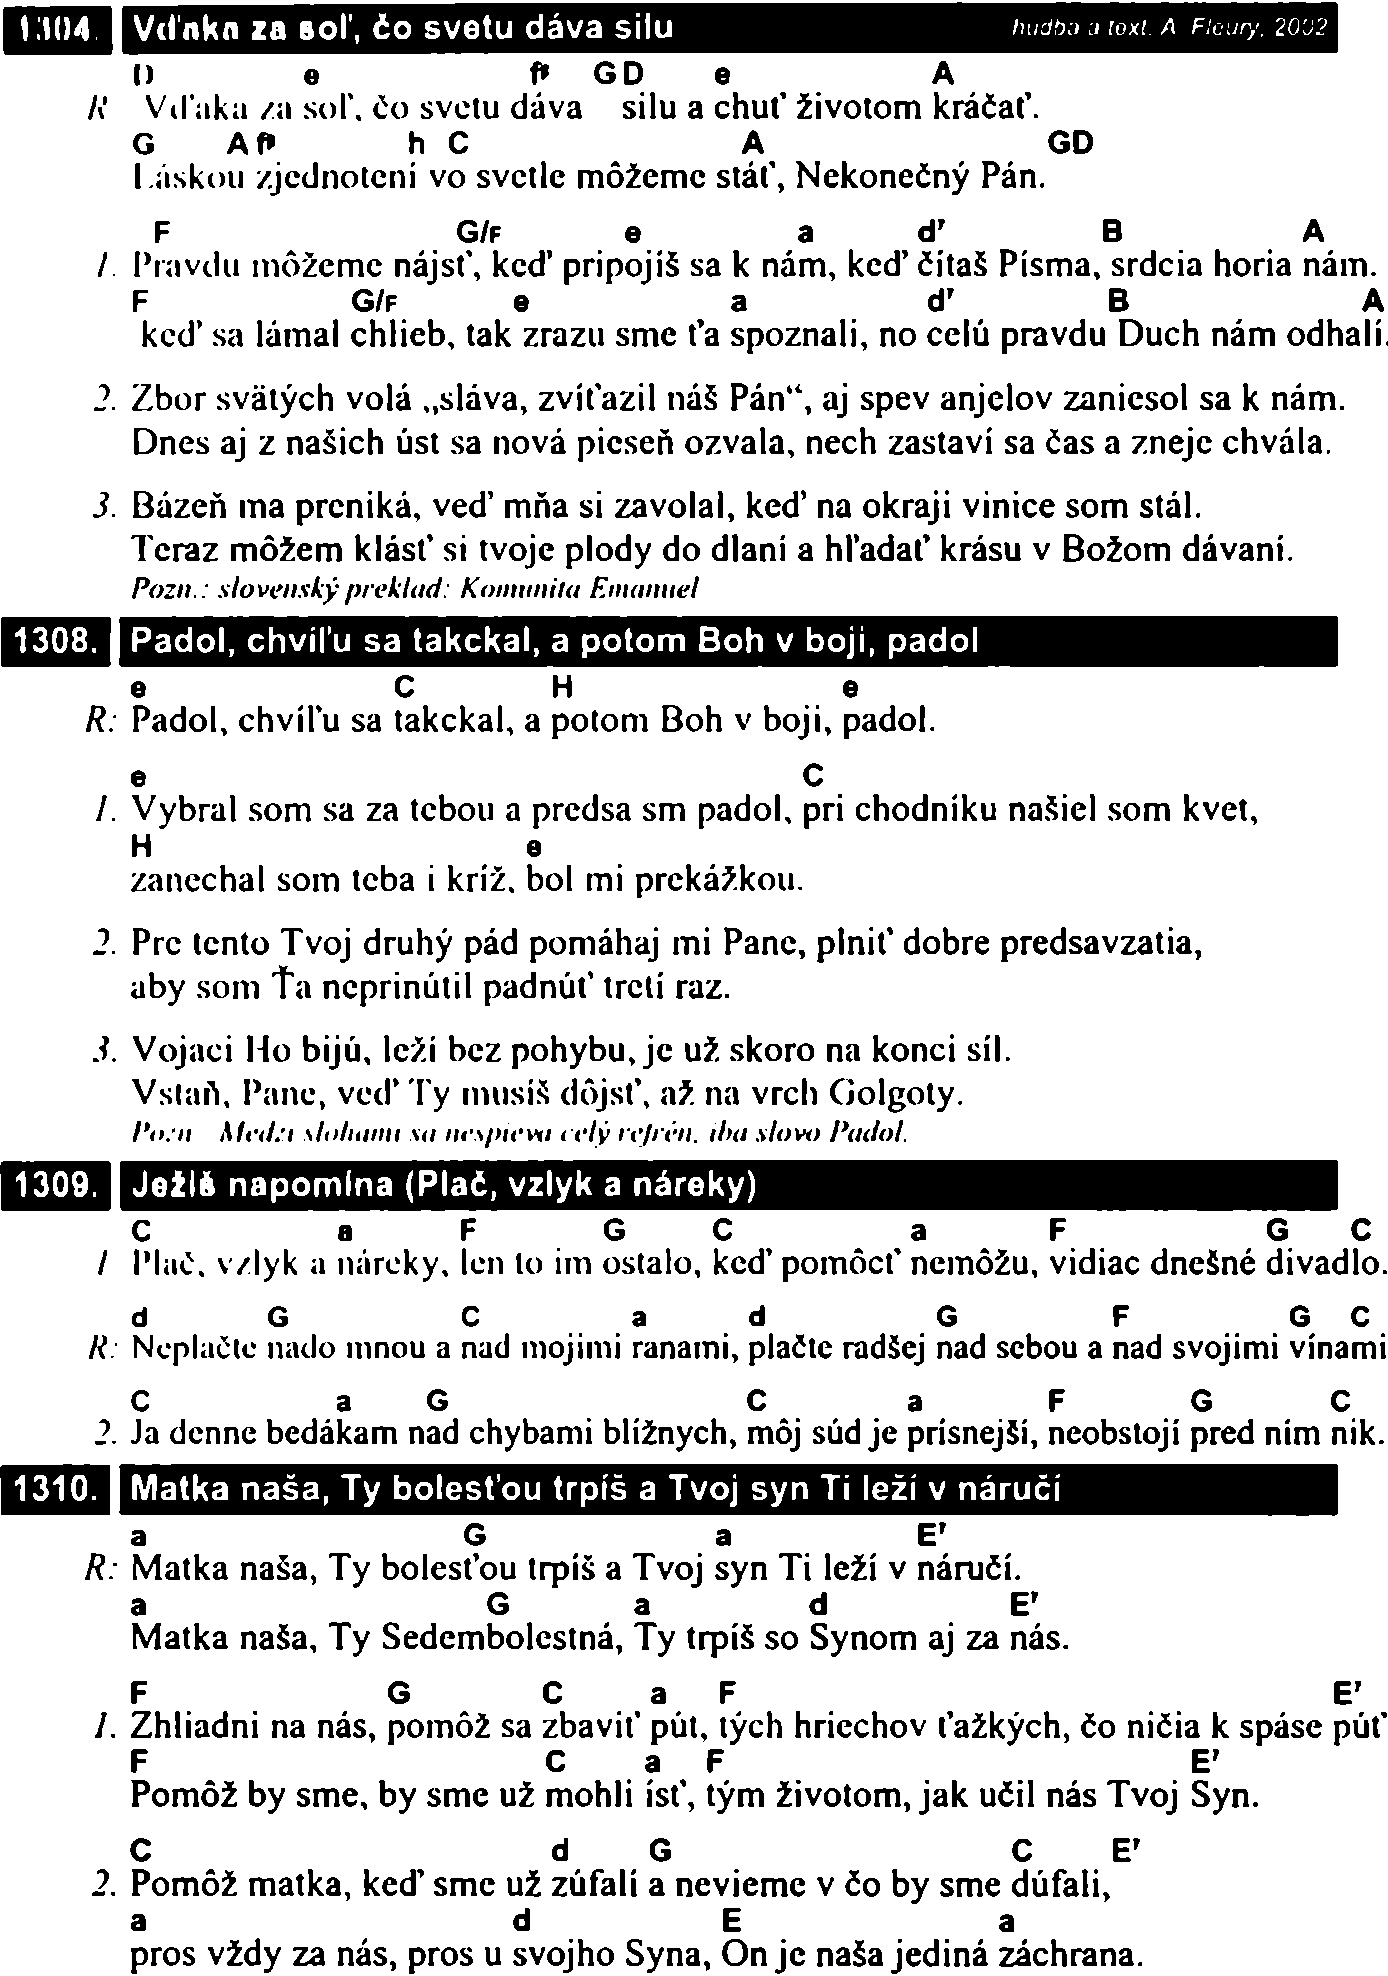 1304. Vďaka za soľ, čo svetu dáva silu hudba a text: A. Fleury, 2002
D e f# G D e A
R: Vďaka za soľ, čo svetu dáva silu a chuť životom kráčať.
G A f# h C A G D
Láskou zjednotení vo svetle môžeme stáť, Nekonečný Pán.
F G/F e a d7 B A
1. Pravdu môžeme nájsť, keď pripojíš sa k nám, keď čítaš Písma, srdcia horia nám.
F G/F e a d7 B A
keď sa lámal chlieb, tak zrazu sme ťa spoznali, no celú pravdu Duch nám odhalí.
2. Zbor svätých volá „sláva, zvíťazil náš Pán“, aj spev anjelov zaniesol sa k nám.
Dnes aj z našich úst sa nová pieseň ozvala, nech zastaví sa čas a zneje chvála.
3. Bázeň ma preniká, veď mňa si zavolal, keď na okraji vinice som stál.
Teraz môžem klásť si tvoje plody do dlaní a hľadať krásu v Božom dávaní.
Pozn.: slovenský preklad: Komunita Emanuel
1308. Padol, chvíľu sa takckal, a potom Boh v boji, padol
e C H e
R: Padol, chvíľu sa takckal, a potom Boh v boji, padol.
e C
1. Vybral som sa za tebou a predsa sm padol, pri chodníku našiel som kvet,
H e
zanechal som teba i kríž, bol mi prekážkou.
2. Pre tento Tvoj druhý pád pomáhaj mi Pane, plniť dobre predsavzatia,
aby som Ťa neprinútil padnúť tretí raz.
3. Vojaci Ho bijú, leží bez pohybu, je už skoro na konci síl.
Vstaň, Pane, veď Ty musíš dôjsť, až na vrch Golgoty.
Pozn Medzi slohami sa nespieva celý refrén, iba slovo Padol.
1309. Ježiš napomína (Plač, vzlyk a náreky)
C a F G C a F G C
1 Plač, vzlyk a náreky, len to im ostalo, keď pomôcť nemôžu, vidiac dnešné divadlo.
d G C a d G F G C
R: Neplačte nado mnou a nad mojimi ranami, plačte radšej nad sebou a nad svojimi vínami
C a G C a F G C
2. Ja denne bedákam nad chybami blížnych, môj súd je prísnejší, neobstojí pred ním nik.
1310. Matka naša, Ty bolesťou trpíš a Tvoj syn Ti leží v náručí
a G a E7
R: Matka naša, Ty bolesťou trpíš a Tvoj syn Ti leží v náručí.
a G a d E7
Matka naša, Ty Sedembolestná, Ty trpíš so Synom aj za nás.
F G C a F E7
1. Zhliadni na nás, pomôž sa zbaviť pút, tých hriechov ťažkých, čo ničia k spáse púť
F C a F E7
Pomôž by sme, by sme už mohli ísť, tým životom, jak učil nás Tvoj Syn.
C d G C E7
2. Pomôž matka, keď sme už zúfalí a nevieme v čo by sme dúfali,
a d E a
pros vždy za nás, pros u svojho Syna, On je naša jediná záchrana.